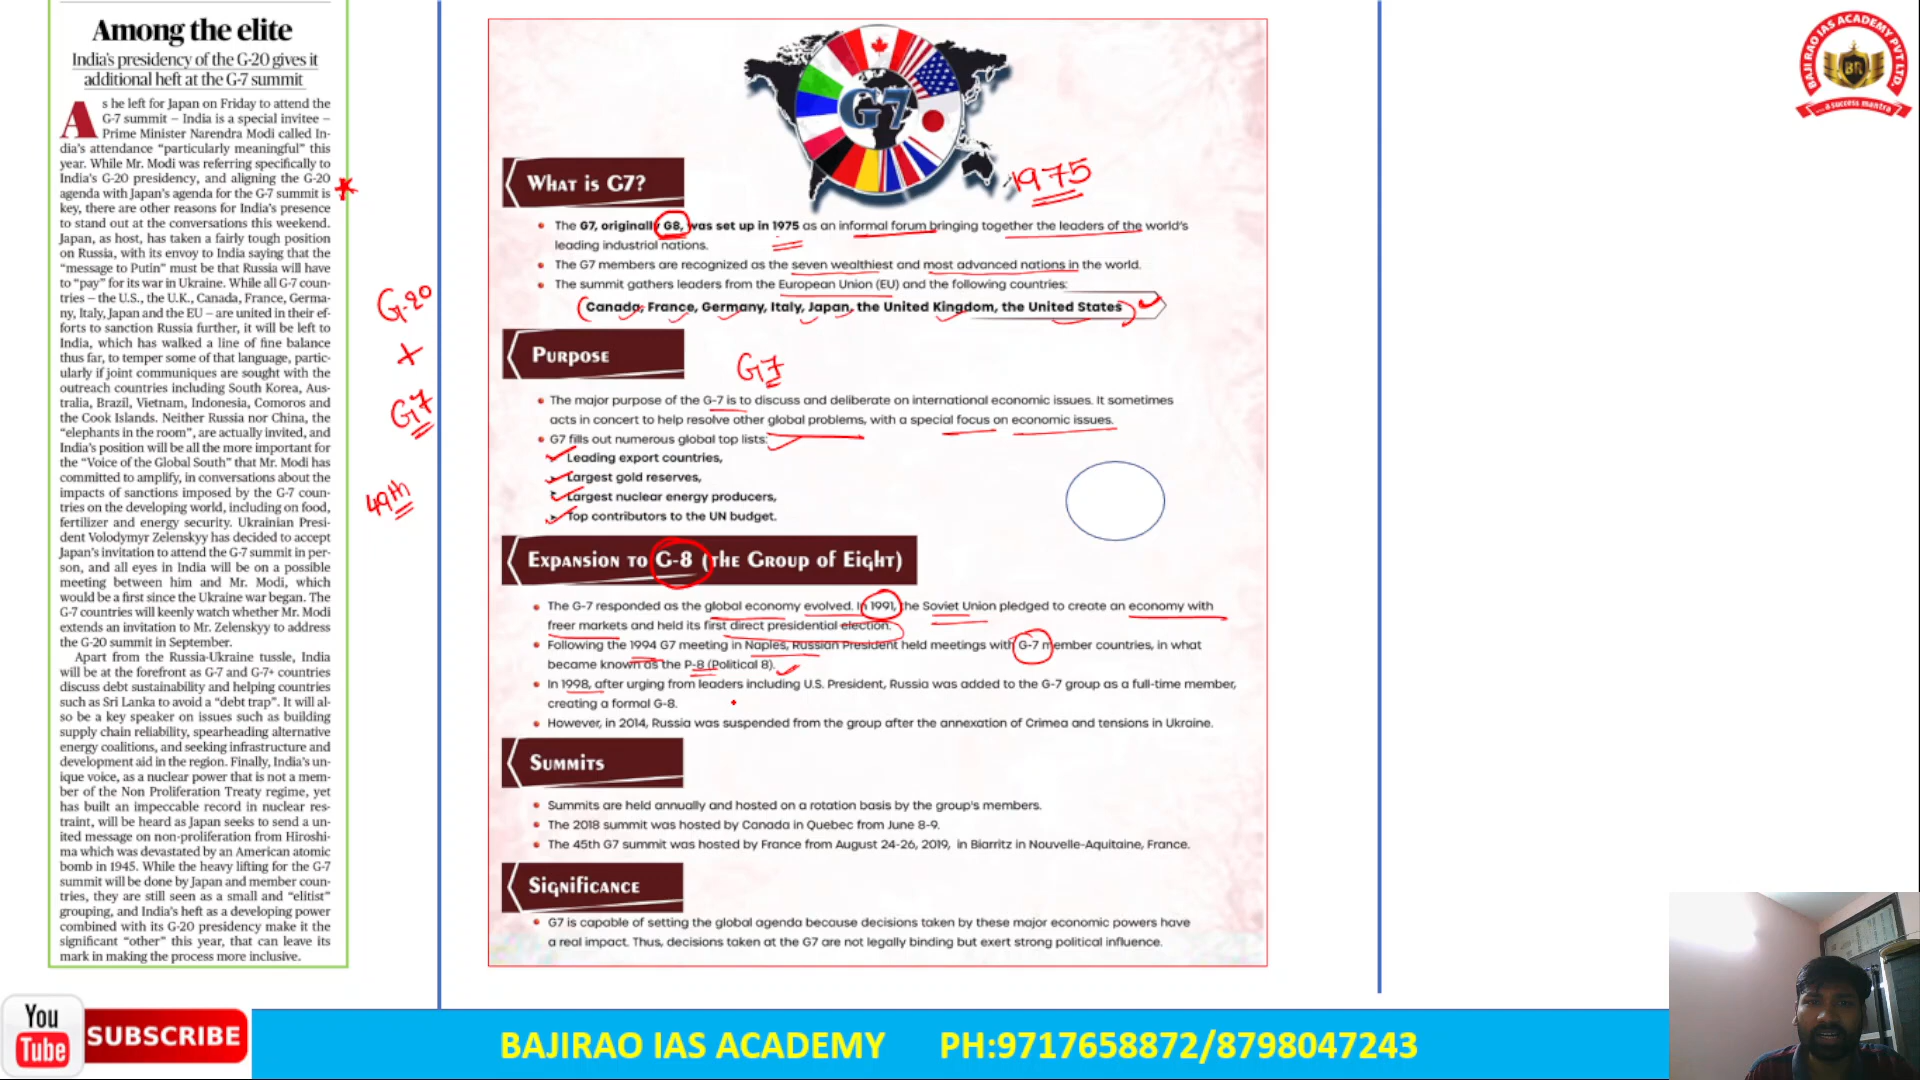 Among the elite
India's presidency of the G-20 gives it
additional heft at the G-7 summit
As he left for Japan on Friday to attend the
G-7 summit – India is a special invitee –
Prime Minister Narendra Modi called In-
dia's attendance “particularly meaningful” this
year. While Mr. Modi was referring specifically to
India's G-20 presidency, and aligning the G-20
agenda with Japan's agenda for the G-7 summit is
key, there are other reasons for India's presence
to stand out at the conversations this weekend.
Japan, as host, has taken a fairly tough position
on Russia, with its envoy to India saying that the
“message to Putin” must be that Russia will have
to “pay” for its war in Ukraine. While all G-7 coun-
tries – the U.S., the U.K., Canada, France, Germa-
ny, Italy, Japan and the EU – are united in their ef-
forts to sanction Russia further, it will be left to
India, which has walked a line of fine balance
thus far, to temper some of that language, partic-
ularly if joint communiques are sought with the
outreach countries including South Korea, Aus-
tralia, Brazil, Vietnam, Indonesia, Comoros and
the Cook Islands. Neither Russia nor China, the
“elephants in the room”, are actually invited, and
India's position will be all the more important for
the “Voice of the Global South” that Mr. Modi has
committed to amplify, in conversations about the
impacts of sanctions imposed by the G-7 coun-
tries on the developing world, including on food,
fertilizer and energy security. Ukrainian Presi-
dent Volodymyr Zelenskyy has decided to accept
Japan's invitation to attend the G-7 summit in per-
son, and all eyes in India will be on a possible
meeting between him and Mr. Modi, which
would be a first since the Ukraine war began. The
G-7 countries will keenly watch whether Mr. Modi
extends an invitation to Mr. Zelenskyy to address
the G-20 summit in September.
Apart from the Russia-Ukraine tussle, India
will be at the forefront as G-7 and G-7+ countries
discuss debt sustainability and helping countries
such as Sri Lanka to avoid a “debt trap”. It will al-
so be a key speaker on issues such as building
supply chain reliability, spearheading alternative
energy coalitions, and seeking infrastructure and
development aid in the region. Finally, India's un-
ique voice, as a nuclear power that is not a mem-
ber of the Non Proliferation Treaty regime, yet
has built an impeccable record in nuclear res-
traint, will be heard as Japan seeks to send a un-
ited message on non-proliferation from Hiroshi-
ma which was devastated by an American atomic
bomb in 1945. While the heavy lifting for the G-7
summit will be done by Japan and member coun-
tries, they are still seen as a small and “elitist”
grouping, and India's heft as a developing power
combined with its G-20 presidency make it the
significant “other” this year, that can leave its
mark in making the process more inclusive.
G-20
+
G7
49th
G7
1975
What is G7?
The G7, originally G8, was set up in 1975 as an informal forum bringing together the leaders of the world's
leading industrial nations.
The G7 members are recognized as the seven wealthiest and most advanced nations in the world.
The summit gathers leaders from the European Union (EU) and the following countries:
Canada, France, Germany, Italy, Japan, the United Kingdom, the United States
Purpose
G7
The major purpose of the G-7 is to discuss and deliberate on international economic issues. It sometimes
acts in concert to help resolve other global problems, with a special focus on economic issues.
G7 fills out numerous global top lists:
Leading export countries,
Largest gold reserves,
Largest nuclear energy producers,
Top contributors to the UN budget.
Expansion to G-8 (the Group of Eight)
The G-7 responded as the global economy evolved. In 1991, the Soviet Union pledged to create an economy with
freer markets and held its first direct presidential election.
Following the 1994 G7 meeting in Naples, Russian President held meetings with G-7 member countries, in what
became known as the P-8 (Political 8).
In 1998, after urging from leaders including U.S. President, Russia was added to the G-7 group as a full-time member,
creating a formal G-8.
However, in 2014, Russia was suspended from the group after the annexation of Crimea and tensions in Ukraine.
Summits
Summits are held annually and hosted on a rotation basis by the group's members.
The 2018 summit was hosted by Canada in Quebec from June 8-9.
The 45th G7 summit was hosted by France from August 24-26, 2019, in Biarritz in Nouvelle-Aquitaine, France.
Significance
G7 is capable of setting the global agenda because decisions taken by these major economic powers have
a real impact. Thus, decisions taken at the G7 are not legally binding but exert strong political influence.
BAJI RAO IAS ACADEMY PVT LTD.
BR
...a success mantra
You
Tube
SUBSCRIBE
BAJIRAO IAS ACADEMY PH:9717658872/8798047243